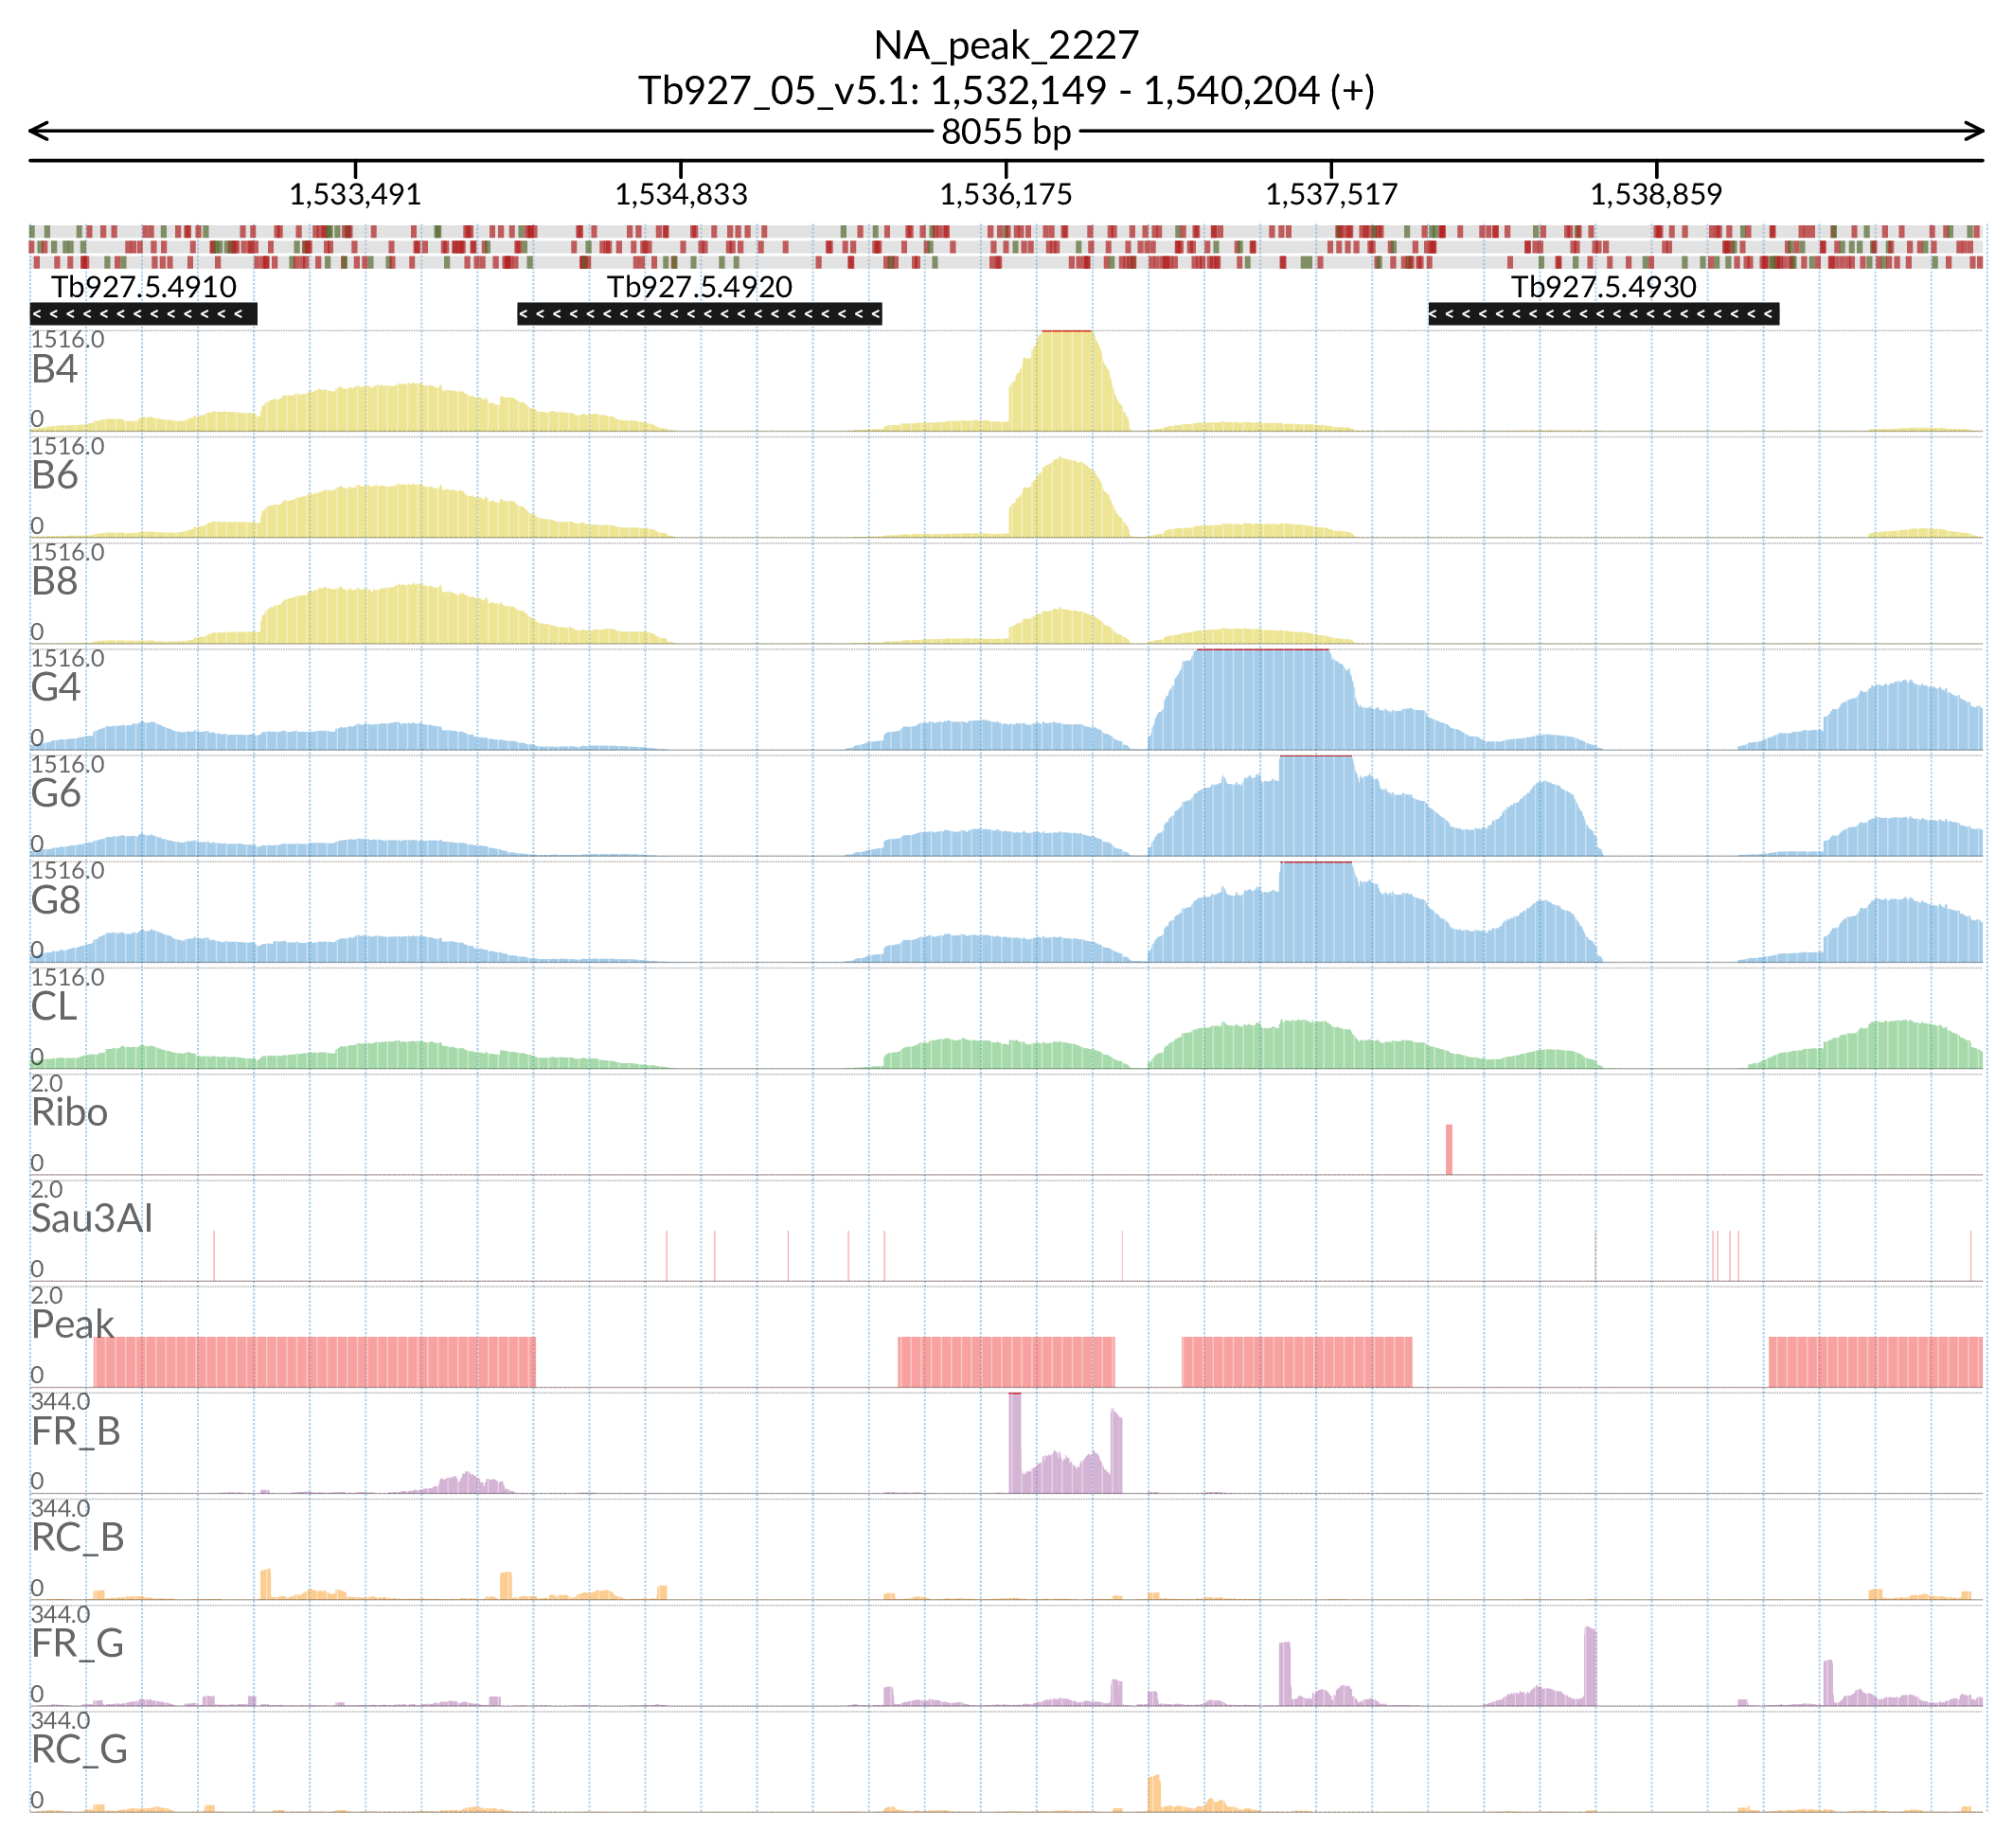 NA_peak_2227
Tb927_05_v5.1: 1,532,149 - 1,540,204 (+)
8055 bp
1,533,491 1,534,833 1,536,175 1,537,517 1,538,859
Tb927.5.4910 Tb927.5.4920 Tb927.5.4930
1516.0
B4
0
1516.0
B6
0
1516.0
B8
0
1516.0
G4
0
1516.0
G6
0
1516.0
G8
0
1516.0
CL
0
2.0
Ribo
0
2.0
Sau3AI
0
2.0
Peak
0
344.0
FR_B
0
344.0
RC_B
0
344.0
FR_G
0
344.0
RC_G
0